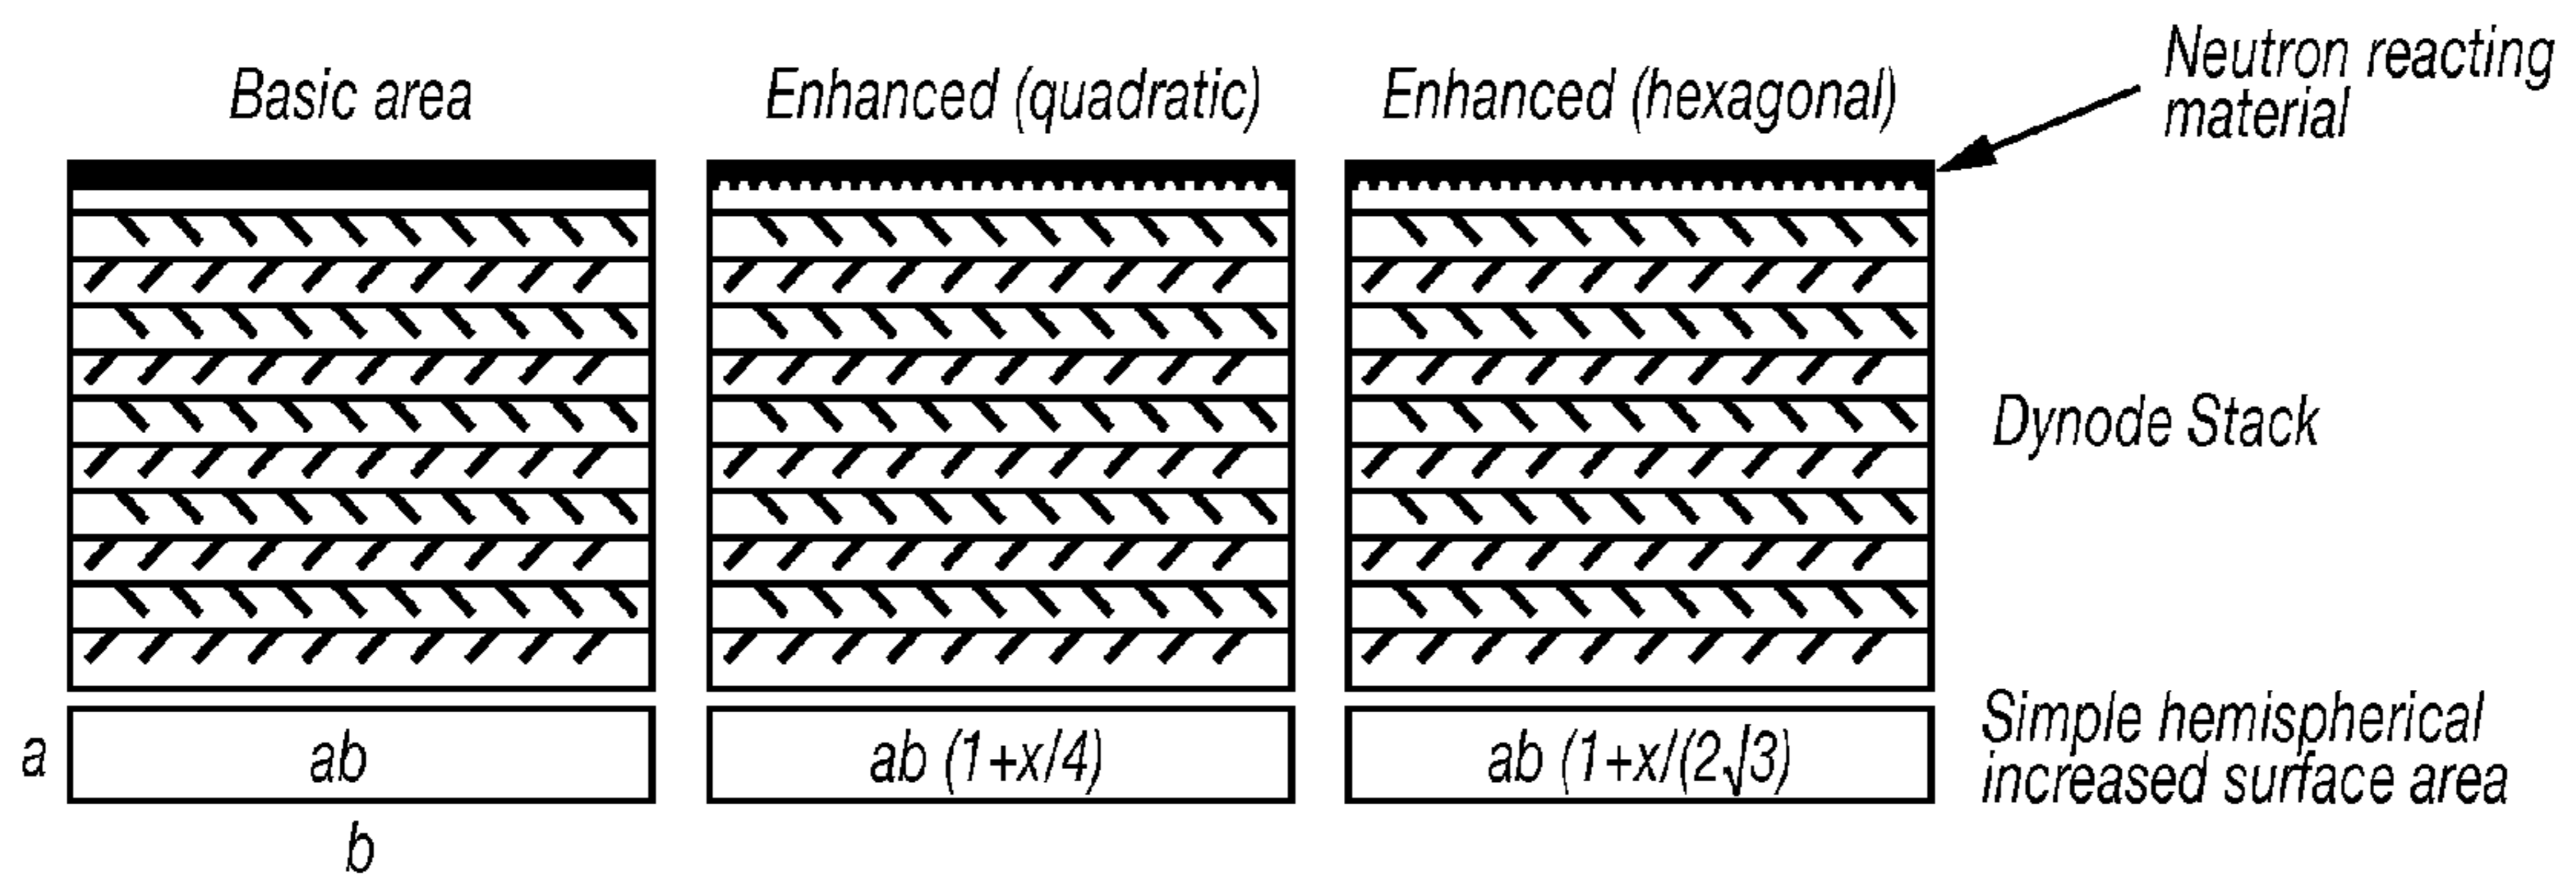 Basic area
Enhanced (quadratic)
Enhanced (hexagonal)
Neutron reacting
material
Dynode Stack
a
ab
ab (1+x/4)
ab (1+x/(2√3)
Simple hemispherical
increased surface area
b